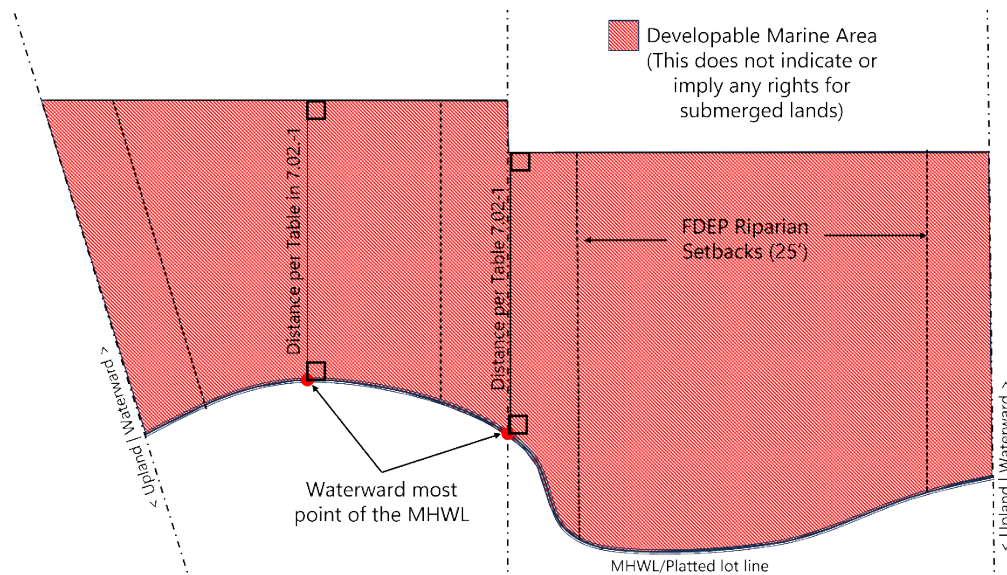 Developable Marine Area
(This does not indicate or
imply any rights for
submerged lands)
Distance per Table in 7.02.-1
Distance per Table 7.02.-1
FDEP Riparian
Setbacks (25’)
< Upland | Waterward >
Waterward most
point of the MHWL
MHWL/Platted lot line
< Upland | Waterward >